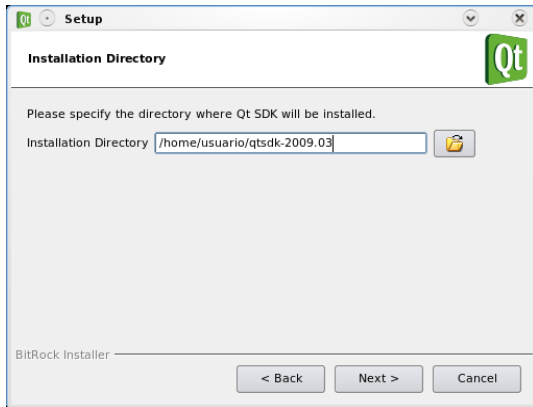 Qt Setup
Installation Directory
Qt
Please specify the directory where Qt SDK will be installed.
Installation Directory /home/usuario/qtsdk-2009.03
BitRock Installer
< Back Next > Cancel